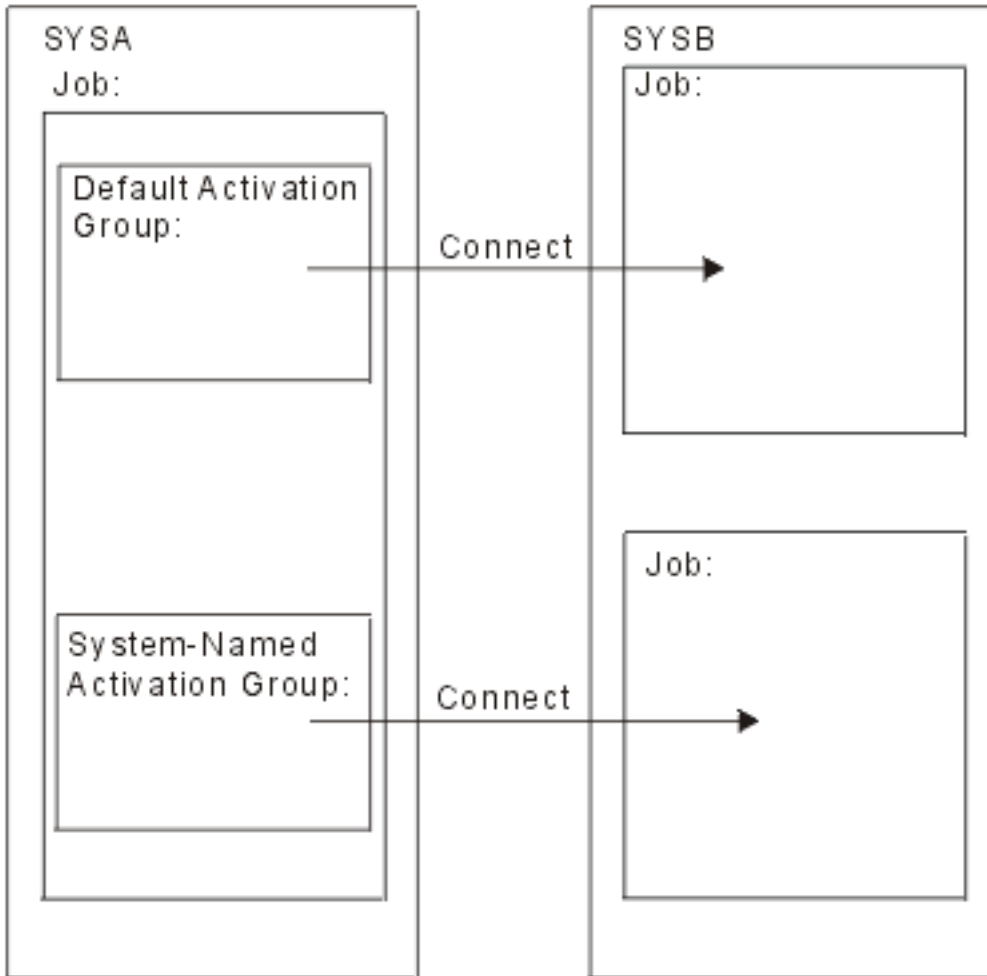 SYSA
Job:
Default Activation
Group:
Connect
System-Named
Activation Group:
Connect
SYSB
Job:
Job: